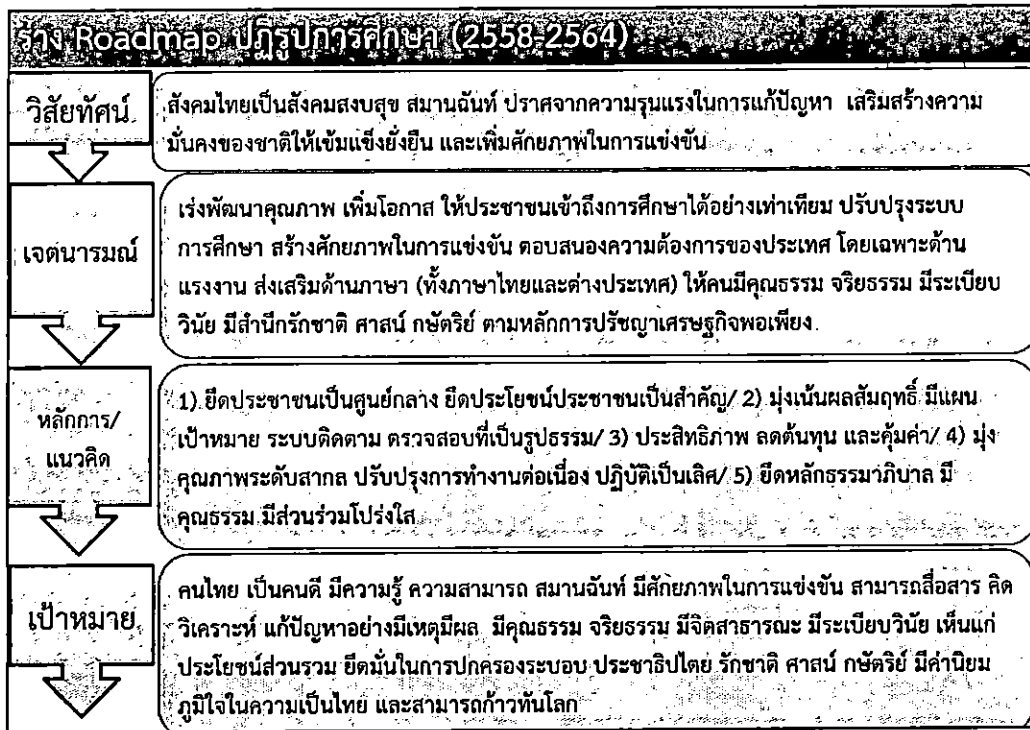 ร่าง Roadmap ปฏิรูปการศึกษา (2558-2564)
วิสัยทัศน์
สังคมไทยเป็นสังคมสงบสุข สมานฉันท์ ปราศจากความรุนแรงในการแก้ปัญหา เสริมสร้างความ
มั่นคงของชาติให้เข้มแข็งยั่งยืน และเพิ่มศักยภาพในการแข่งขัน
เจตนารมณ์
เร่งพัฒนาคุณภาพ เพิ่มโอกาส ให้ประชาชนเข้าถึงการศึกษาได้อย่างเท่าเทียม ปรับปรุงระบบ
การศึกษา สร้างศักยภาพในการแข่งขัน ตอบสนองความต้องการของประเทศ โดยเฉพาะด้าน
แรงงาน ส่งเสริมด้านภาษา (ทั้งภาษาไทยและต่างประเทศ) ให้คนมีคุณธรรม จริยธรรม มีระเบียบ
วินัย มีสำนึกรักชาติ ศาสน์ กษัตริย์ ตามหลักการปรัชญาเศรษฐกิจพอเพียง
หลักการ/
แนวคิด
1) ยึดประชาชนเป็นศูนย์กลาง ยึดประโยชน์ประชาชนเป็นสำคัญ/ 2) มุ่งเน้นผลสัมฤทธิ์ มีแผน
เป้าหมาย ระบบติดตาม ตรวจสอบที่เป็นรูปธรรม/ 3) ประสิทธิภาพ ลดต้นทุน และคุ้มค่า/ 4) มุ่ง
คุณภาพระดับสากล ปรับปรุงการทำงานต่อเนื่อง ปฏิบัติเป็นเลิศ/ 5) ยึดหลักธรรมาภิบาล มี
คุณธรรม มีส่วนร่วมโปร่งใส
เป้าหมาย
คนไทย เป็นคนดี มีความรู้ ความสามารถ สมานฉันท์ มีศักยภาพในการแข่งขัน สามารถสื่อสาร คิด
วิเคราะห์ แก้ปัญหาอย่างมีเหตุมีผล มีคุณธรรม จริยธรรม มีจิตสาธารณะ มีระเบียบวินัย เห็นแก่
ประโยชน์ส่วนรวม ยึดมั่นในการปกครองระบอบ ประชาธิปไตย รักชาติ ศาสน์ กษัตริย์ มีค่านิยม
ภูมิใจในความเป็นไทย และสามารถก้าวทันโลก